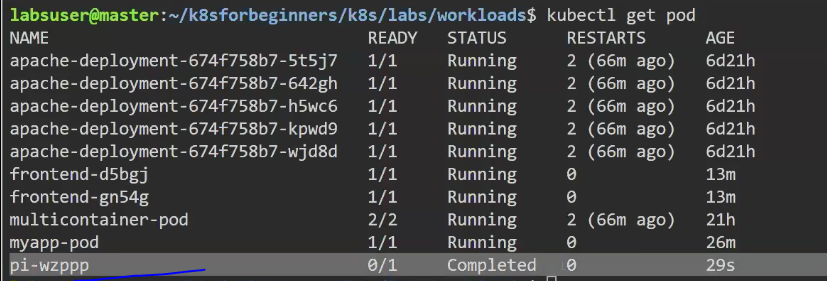 labsuser@master:~/k8sforbeginners/k8s/labs/workloads$ kubectl get pod
NAME READY STATUS RESTARTS AGE
apache-deployment-674f758b7-5t5j7 1/1 Running 2 (66m ago) 6d21h
apache-deployment-674f758b7-642gh 1/1 Running 2 (66m ago) 6d21h
apache-deployment-674f758b7-h5wc6 1/1 Running 2 (66m ago) 6d21h
apache-deployment-674f758b7-kpwd9 1/1 Running 2 (66m ago) 6d21h
apache-deployment-674f758b7-wjd8d 1/1 Running 2 (66m ago) 6d21h
frontend-d5bgj 1/1 Running 0 13m
frontend-gn54g 1/1 Running 0 13m
multicontainer-pod 2/2 Running 2 (66m ago) 21h
myapp-pod 1/1 Running 0 26m
pi-wzppp 0/1 Completed 0 29s